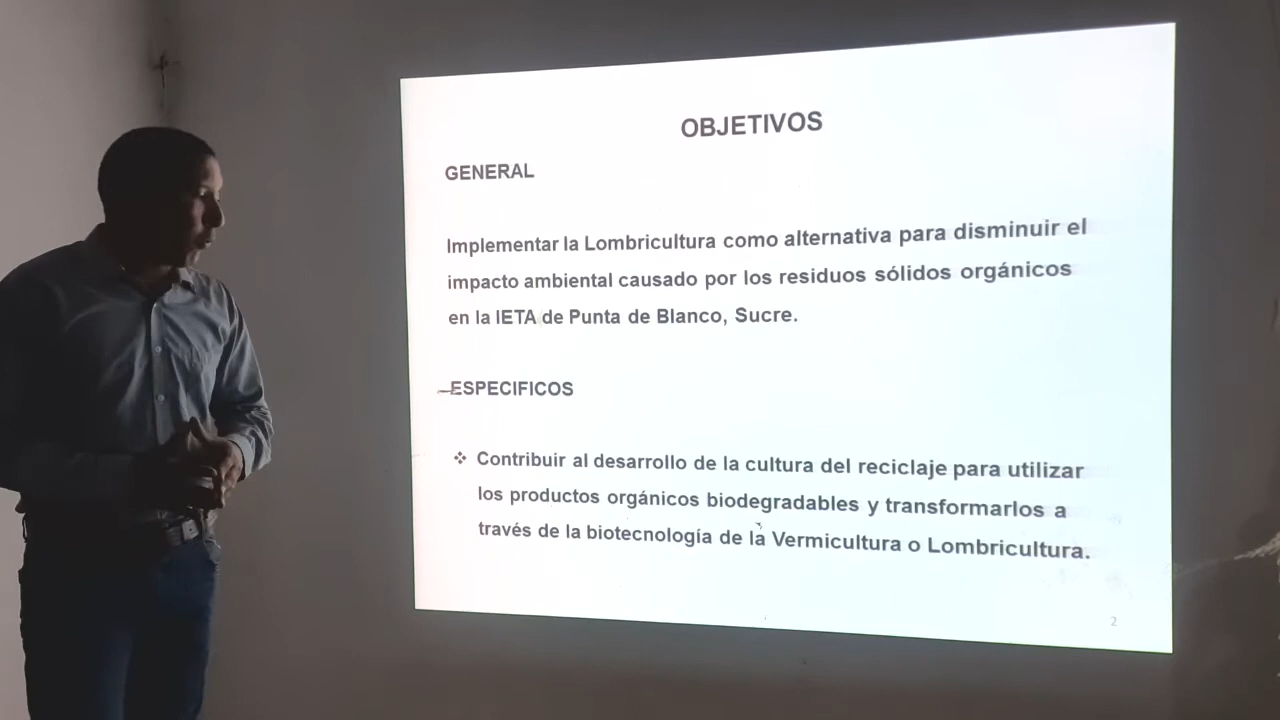 OBJETIVOS
GENERAL
Implementar la Lombricultura como alternativa para disminuir el
impacto ambiental causado por los residuos sólidos orgánicos
en la IETA de Punta de Blanco, Sucre.
ESPECIFICOS
❖ Contribuir al desarrollo de la cultura del reciclaje para utilizar
los productos orgánicos biodegradables y transformarlos a
través de la biotecnología de la Vermicultura o Lombricultura.
2